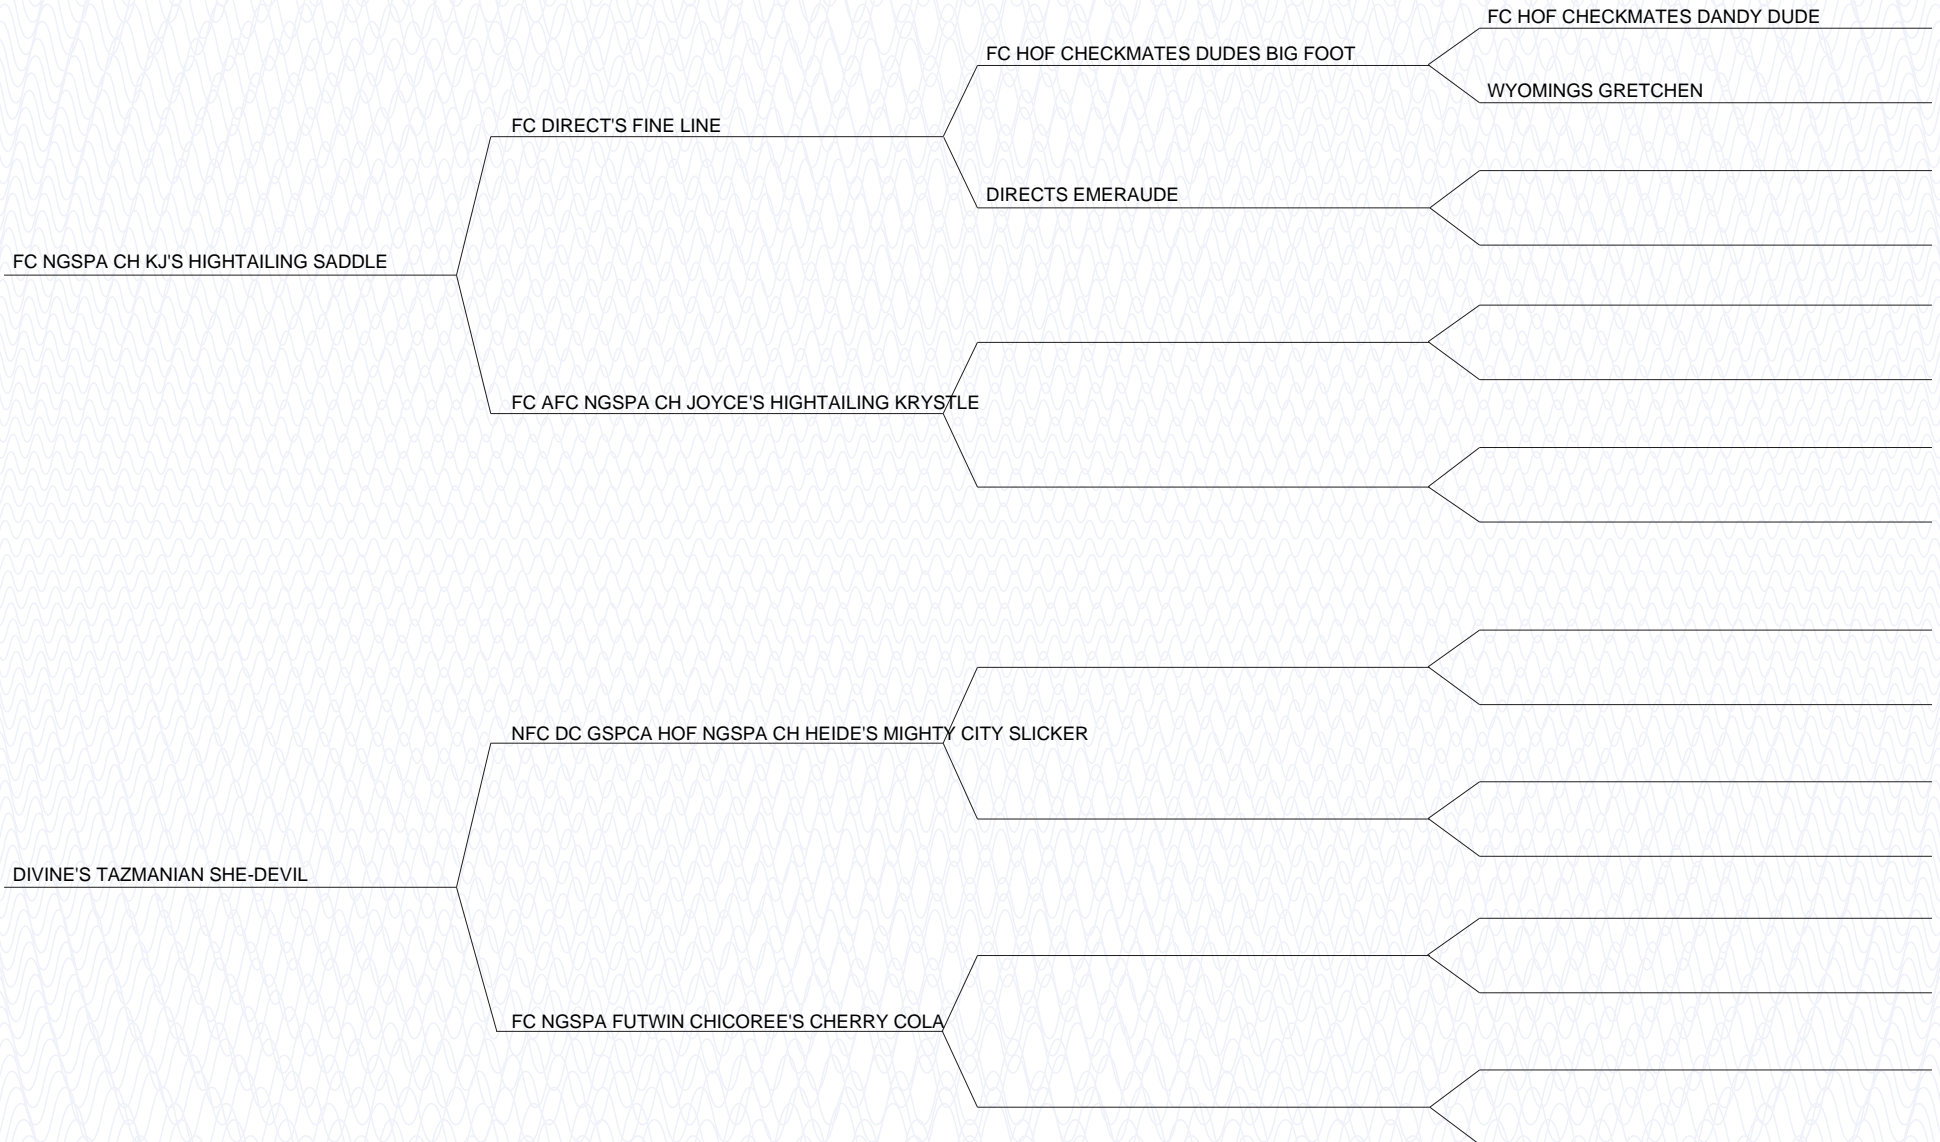 FC HOF CHECKMATES DANDY DUDE
FC HOF CHECKMATES DUDES BIG FOOT
WYOMINGS GRETCHEN
FC DIRECT'S FINE LINE
DIRECTS EMERAUDE
FC NGSPA CH KJ'S HIGHTAILING SADDLE
FC AFC NGSPA CH JOYCE'S HIGHTAILING KRYSTLE
NFC DC GSPCA HOF NGSPA CH HEIDE'S MIGHTY CITY SLICKER
DIVINE'S TAZMANIAN SHE-DEVIL
FC NGSPA FUTWIN CHICOREE'S CHERRY COLA